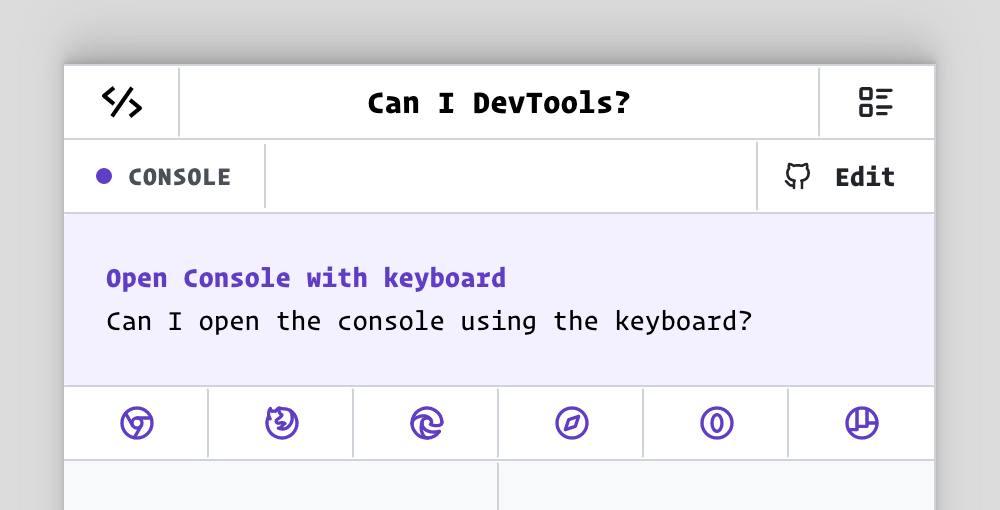 Can I DevTools?
CONSOLE
Edit
Open Console with keyboard
Can I open the console using the keyboard?